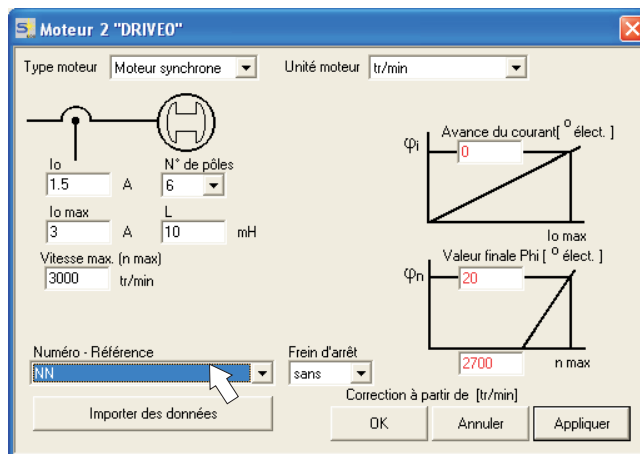 Moteur 2 "DRIVE0"
Type moteur Moteur synchrone Unité moteur tr/min
Io N° de pôles
1.5 A 6
Io max L
3 A 10 mH
Vitesse max. (n max)
3000 tr/min
Avance du courant[ ° élect. ]
φi 0
Io max
Valeur finale Phi [ ° élect. ]
φn 20
2700 n max
Correction à partir de [tr/min]
Numéro - Référence Frein d'arrêt
NN sans
Importer des données OK Annuler Appliquer